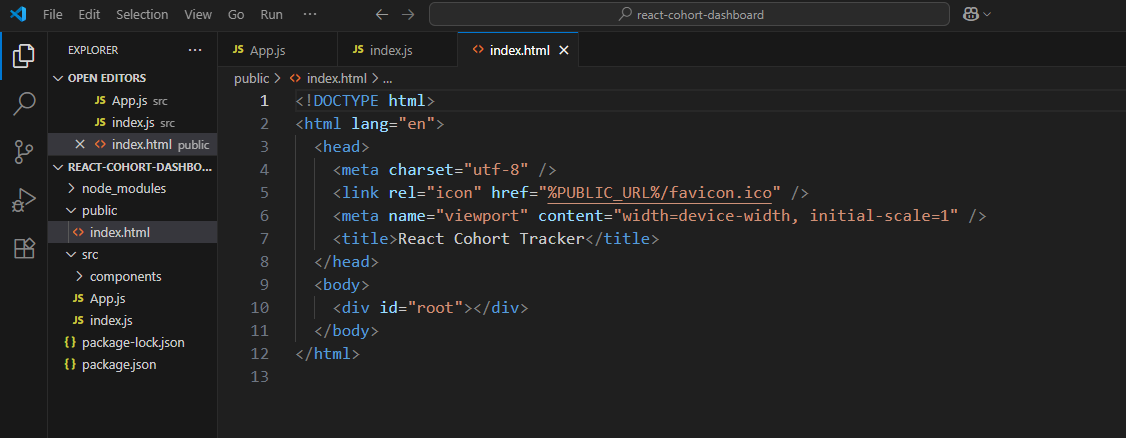 File Edit Selection View Go Run ··· react-cohort-dashboard
EXPLORER ···
OPEN EDITORS
JS App.js src
JS index.js src
<> index.html public
REACT-COHORT-DASHBO...
node_modules
public
<> index.html
src
components
JS App.js
JS index.js
{} package-lock.json
{} package.json
JS App.js JS index.js <> index.html
public > <> index.html > ...
1 <!DOCTYPE html>
2 <html lang="en">
3 <head>
4 <meta charset="utf-8" />
5 <link rel="icon" href="%PUBLIC_URL%/favicon.ico" />
6 <meta name="viewport" content="width=device-width, initial-scale=1" />
7 <title>React Cohort Tracker</title>
8 </head>
9 <body>
10 <div id="root"></div>
11 </body>
12 </html>
13